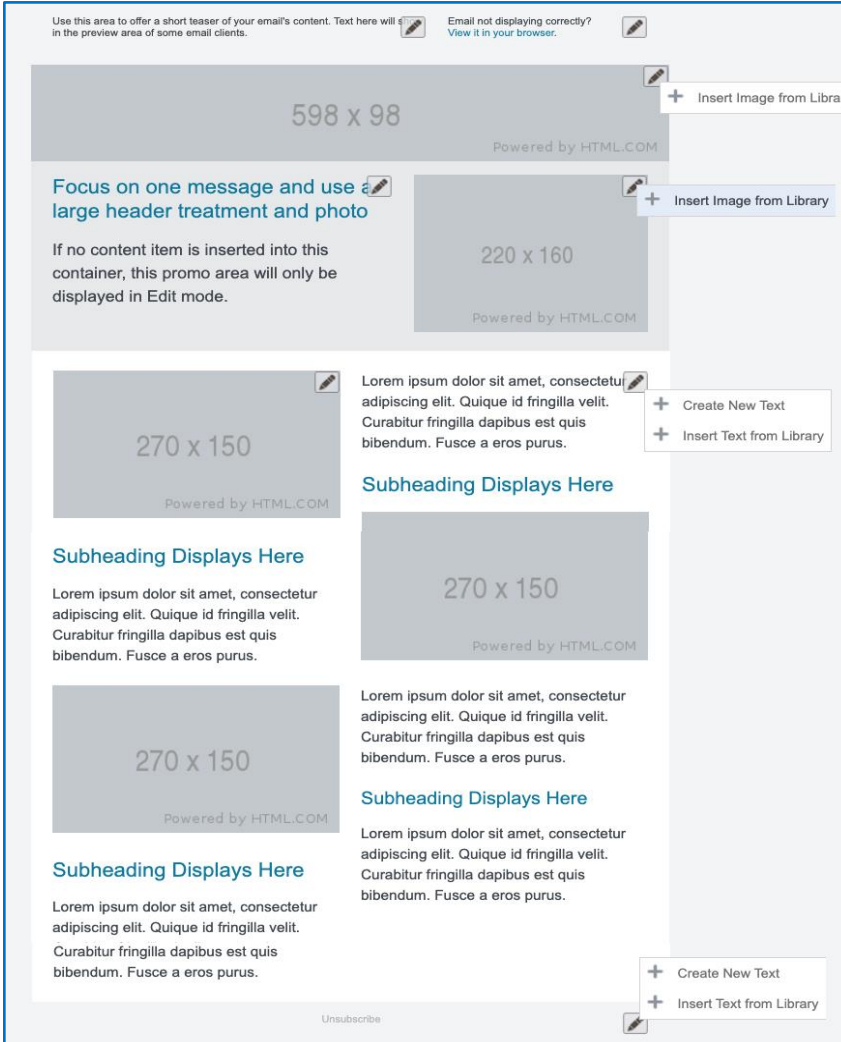 Use this area to offer a short teaser of your email's content. Text here will
in the preview area of some email clients.
Email not displaying correctly?
View it in your browser.
598 x 98
Powered by HTML.COM
Insert Image from Libra
Focus on one message and use a
large header treatment and photo
If no content item is inserted into this
container, this promo area will only be
displayed in Edit mode.
220 x 160
Powered by HTML.COM
Insert Image from Library
270 x 150
Powered by HTML.COM
Subheading Displays Here
Lorem ipsum dolor sit amet, consectetur
adipiscing elit. Quique id fringilla velit.
Curabitur fringilla dapibus est quis
bibendum. Fusce a eros purus.
270 x 150
Powered by HTML.COM
Subheading Displays Here
Lorem ipsum dolor sit amet, consectetur
adipiscing elit. Quique id fringilla velit.
Curabitur fringilla dapibus est quis
bibendum. Fusce a eros purus.
Lorem ipsum dolor sit amet, consectetu
adipiscing elit. Quique id fringilla velit.
Curabitur fringilla dapibus est quis
bibendum. Fusce a eros purus.
Create New Text
Insert Text from Library
Subheading Displays Here
270 x 150
Powered by HTML.COM
Lorem ipsum dolor sit amet, consectetur
adipiscing elit. Quique id fringilla velit.
Curabitur fringilla dapibus est quis
bibendum. Fusce a eros purus.
Subheading Displays Here
Lorem ipsum dolor sit amet, consectetur
adipiscing elit. Quique id fringilla velit.
Curabitur fringilla dapibus est quis
bibendum. Fusce a eros purus.
Create New Text
Insert Text from Library
Unsubscribe